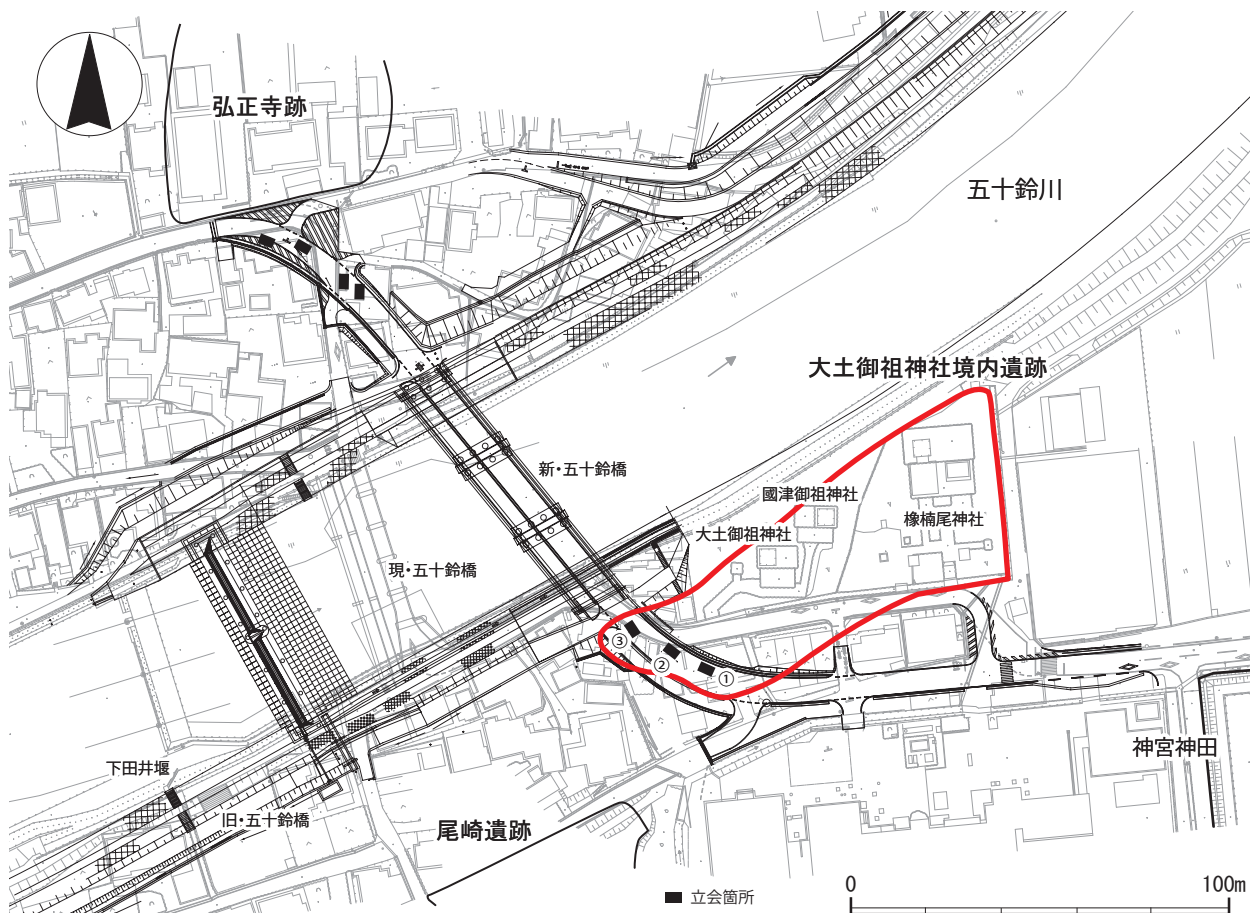 弘正寺跡
五十鈴川
大土御祖神社境内遺跡
新・五十鈴橋
國津御祖神社
橡楠尾神社
大土御祖神社
現・五十鈴橋
③
②
①
神宮神田
下田井堰
旧・五十鈴橋
尾崎遺跡
立会箇所
0
100m